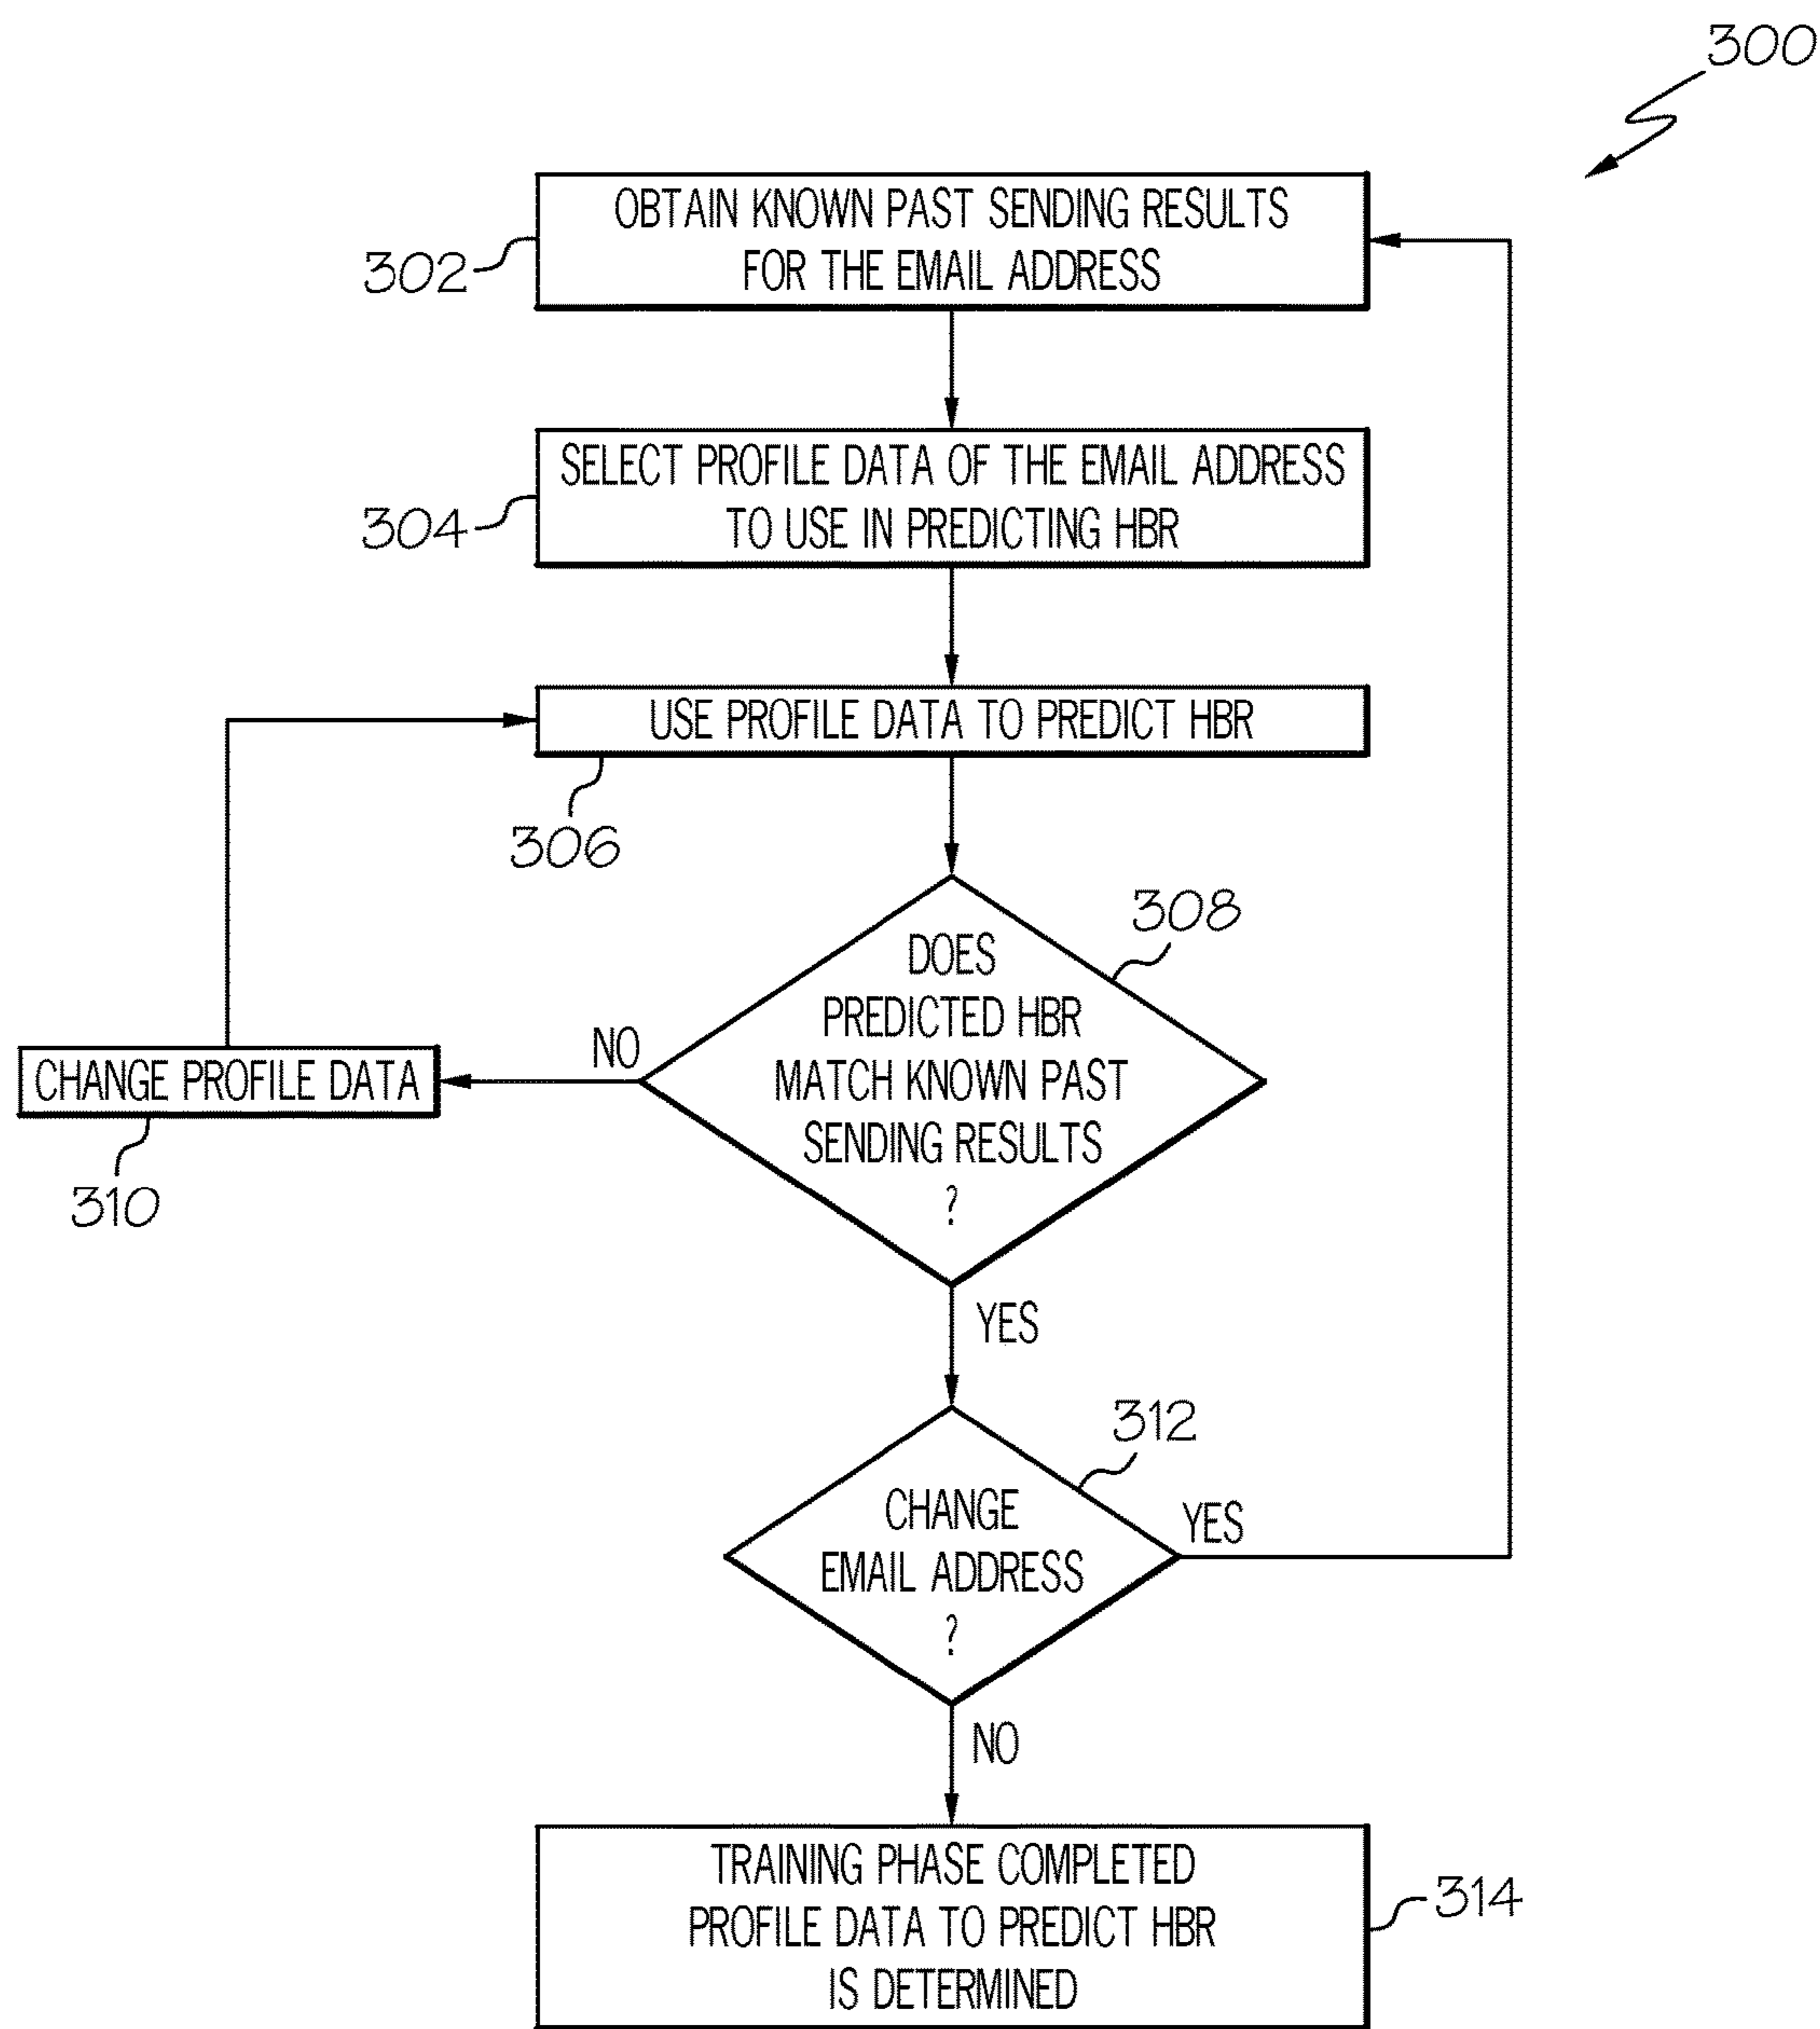 300
OBTAIN KNOWN PAST SENDING RESULTS
FOR THE EMAIL ADDRESS
302
SELECT PROFILE DATA OF THE EMAIL ADDRESS
TO USE IN PREDICTING HBR
304
USE PROFILE DATA TO PREDICT HBR
306
308
DOES
PREDICTED HBR
MATCH KNOWN PAST
SENDING RESULTS
?
NO
CHANGE PROFILE DATA
310
YES
312
CHANGE
EMAIL ADDRESS
?
YES
NO
TRAINING PHASE COMPLETED
PROFILE DATA TO PREDICT HBR
IS DETERMINED
314